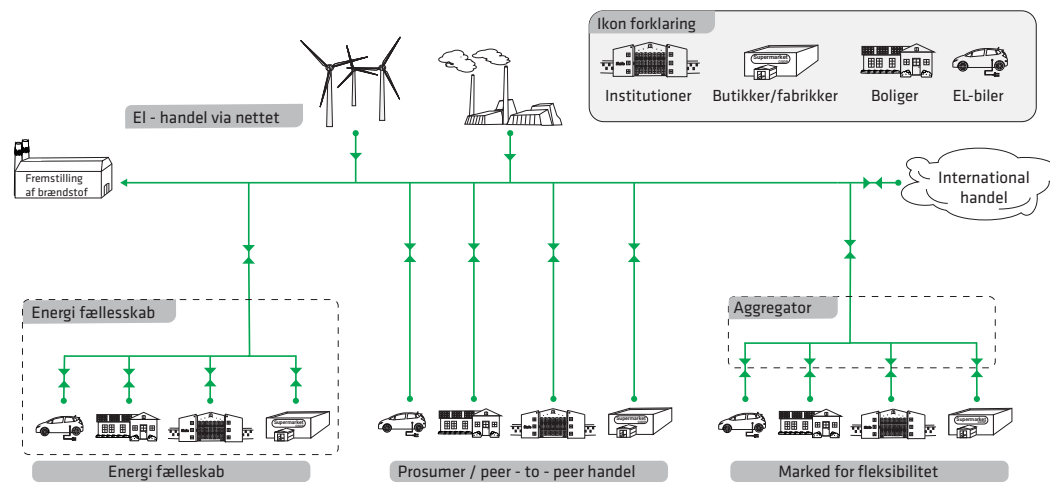 Ikon forklaring
Supermarket
Institutioner
Butikker/fabrikker
Boliger
EL-biler
El - handel via nettet
Fremstilling
af brændstof
International
handel
Energi fællesskab
Aggregator
Supermarket
Supermarket
Supermarket
Energi fælleskab
Prosumer / peer - to - peer handel
Marked for fleksibilitet